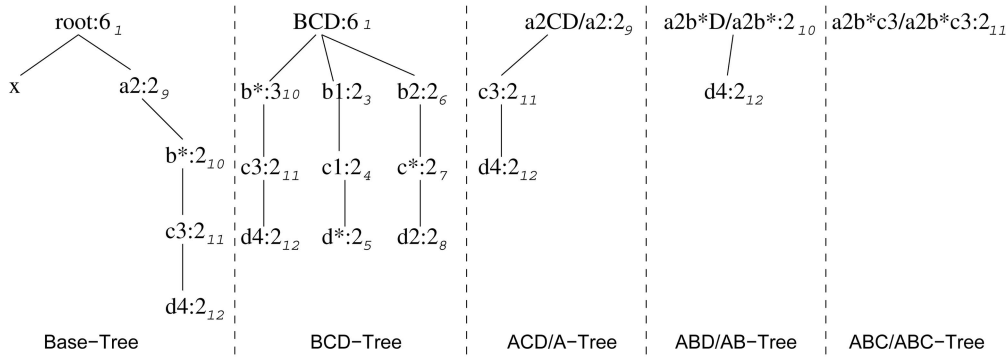 root:6 1 BCD:6 1 a2CD/a2:2 9 a2b*D/a2b*:2 10 a2b*c3/a2b*c3:2 11
x a2:2 9 b*:3 10 b1:2 3 b2:2 6 c3:2 11 d4:2 12
b*:2 10 c3:2 11 c1:2 4 c*:2 7 d4:2 12
c3:2 11 d4:2 12 d*:2 5 d2:2 8
d4:2 12
Base-Tree BCD-Tree ACD/A-Tree ABD/AB-Tree ABC/ABC-Tree